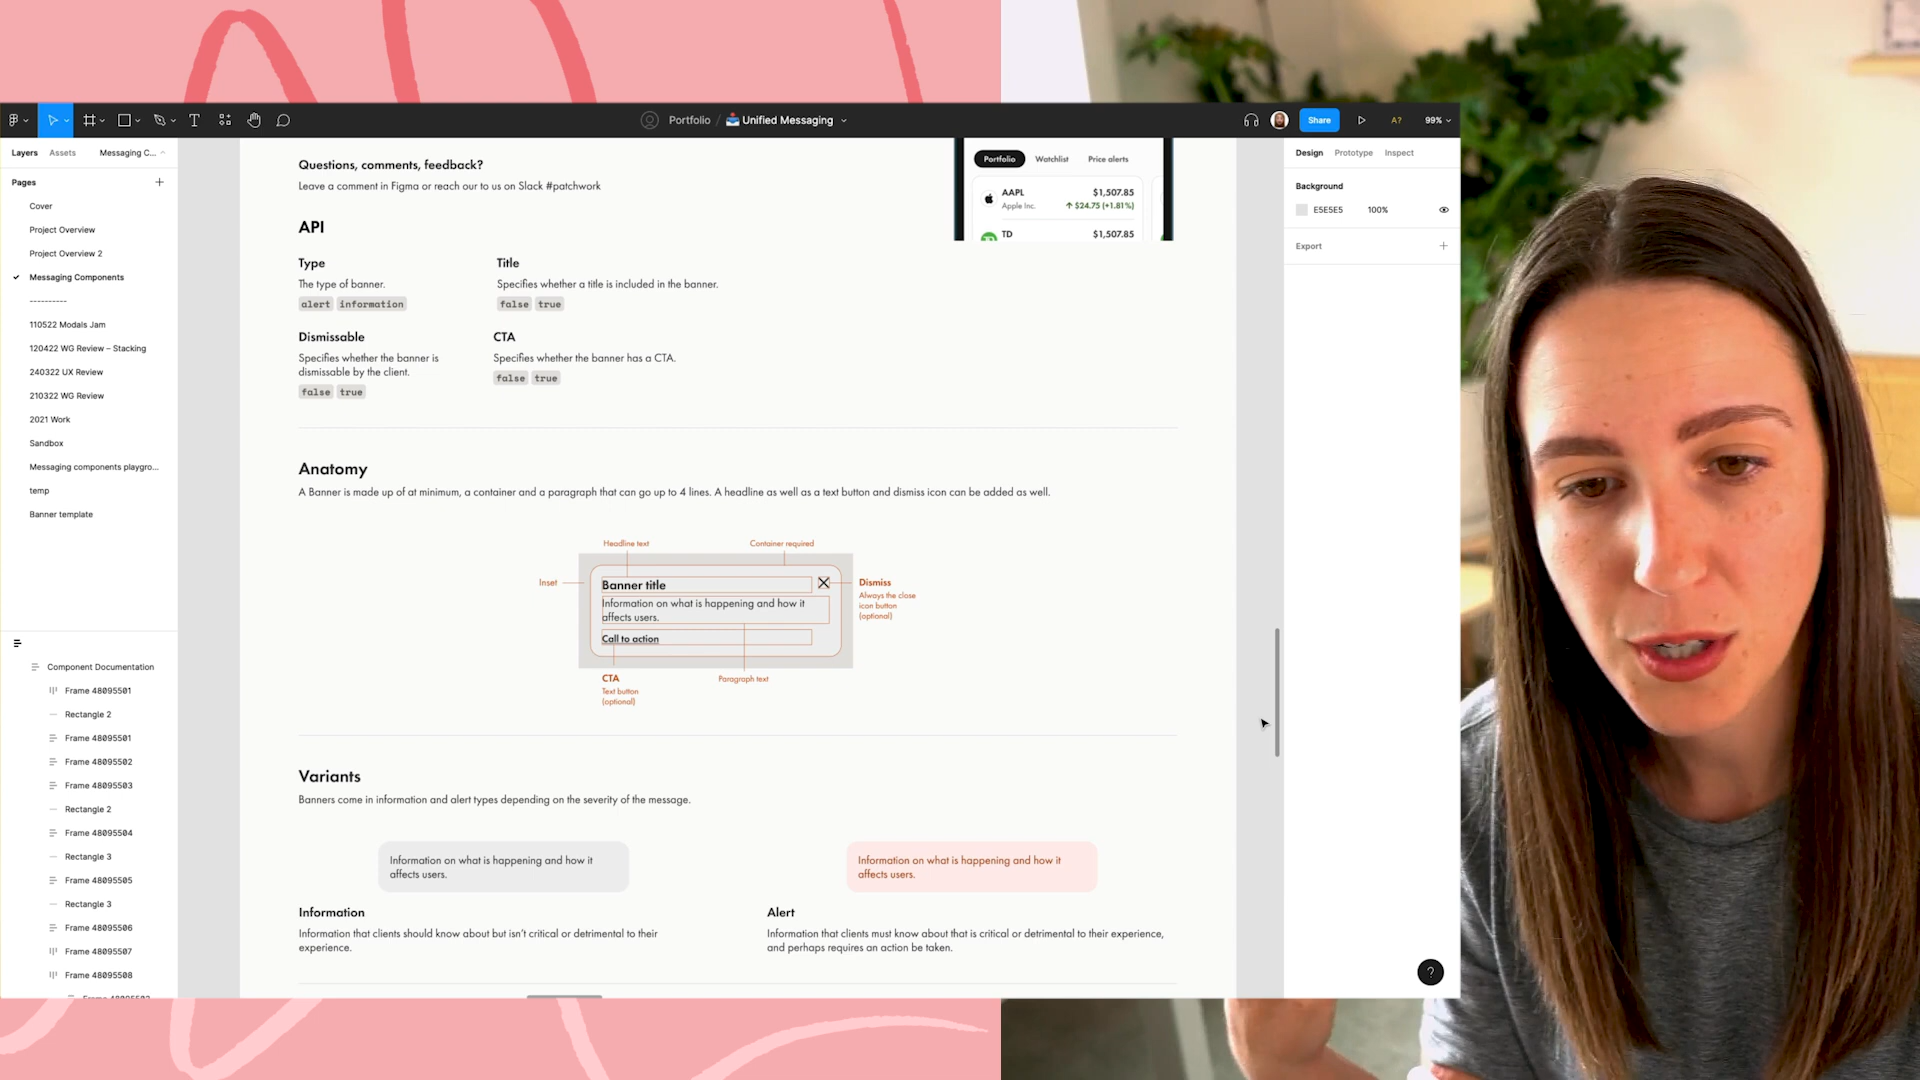 Portfolio / Unified Messaging
Share
A?
99%
Layers
Assets
Messaging C...
Pages
Cover
Project Overview
Project Overview 2
Messaging Components
----------
110522 Modals Jam
120422 WG Review – Stacking
240322 UX Review
210322 WG Review
2021 Work
Sandbox
Messaging components playgro...
temp
Banner template
Component Documentation
Frame 48095501
Rectangle 2
Frame 48095501
Frame 48095502
Frame 48095503
Rectangle 2
Frame 48095504
Rectangle 3
Frame 48095505
Rectangle 3
Frame 48095506
Frame 48095507
Frame 48095508
Questions, comments, feedback?
Leave a comment in Figma or reach our to us on Slack #patchwork
API
Type
The type of banner.
alert information
Title
Specifies whether a title is included in the banner.
false true
Dismissable
Specifies whether the banner is
dismissable by the client.
false true
CTA
Specifies whether the banner has a CTA.
false true
Portfolio
Watchlist
Price alerts
AAPL
$1,507.85
Apple Inc.
↑ $24.75 (+1.81%)
TD
$1,507.85
Anatomy
A Banner is made up of at minimum, a container and a paragraph that can go up to 4 lines. A headline as well as a text button and dismiss icon can be added as well.
Headline text
Container required
Inset
Banner title
Information on what is happening and how it
affects users.
Call to action
Dismiss
Always the close
icon button
(optional)
CTA
Text button
(optional)
Paragraph text
Variants
Banners come in information and alert types depending on the severity of the message.
Information on what is happening and how it
affects users.
Information
Information that clients should know about but isn't critical or detrimental to their
experience.
Information on what is happening and how it
affects users.
Alert
Information that clients must know about that is critical or detrimental to their experience,
and perhaps requires an action be taken.
Design
Prototype
Inspect
Background
E5E5E5
100%
Export
?